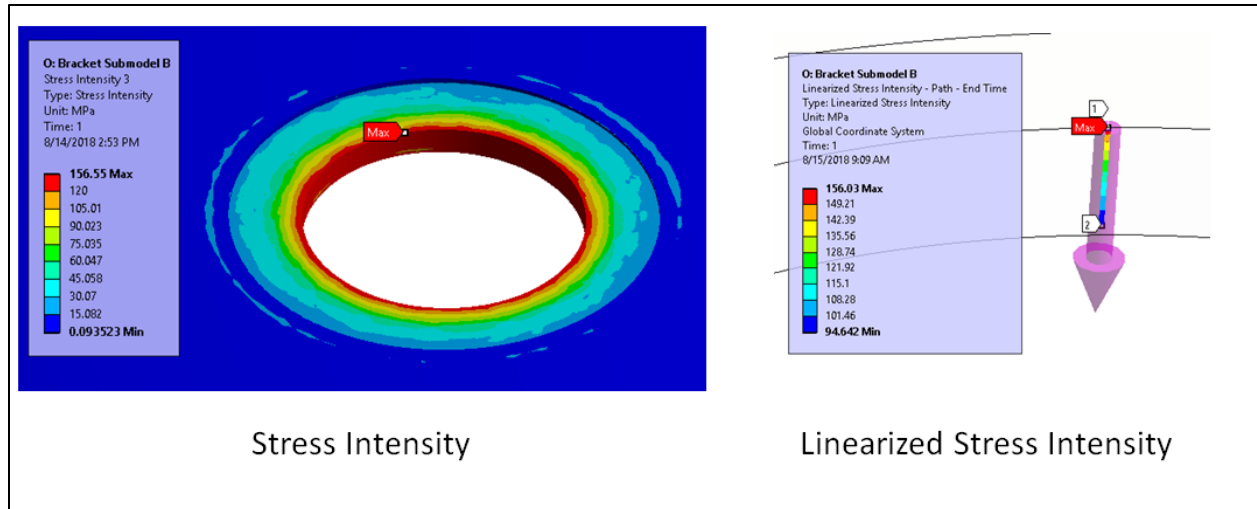 O: Bracket Submodel B
Stress Intensity 3
Type: Stress Intensity
Unit: MPa
Time: 1
8/14/2018 2:53 PM
156.55 Max
120
105.01
90.023
75.035
60.047
45.058
30.07
15.082
0.093523 Min
Max
O: Bracket Submodel B
Linearized Stress Intensity - Path - End Time
Type: Linearized Stress Intensity
Unit: MPa
Global Coordinate System
Time: 1
8/15/2018 9:09 AM
156.03 Max
149.21
142.39
135.56
128.74
121.92
115.1
108.28
101.46
94.642 Min
1
Max
2
Stress Intensity
Linearized Stress Intensity